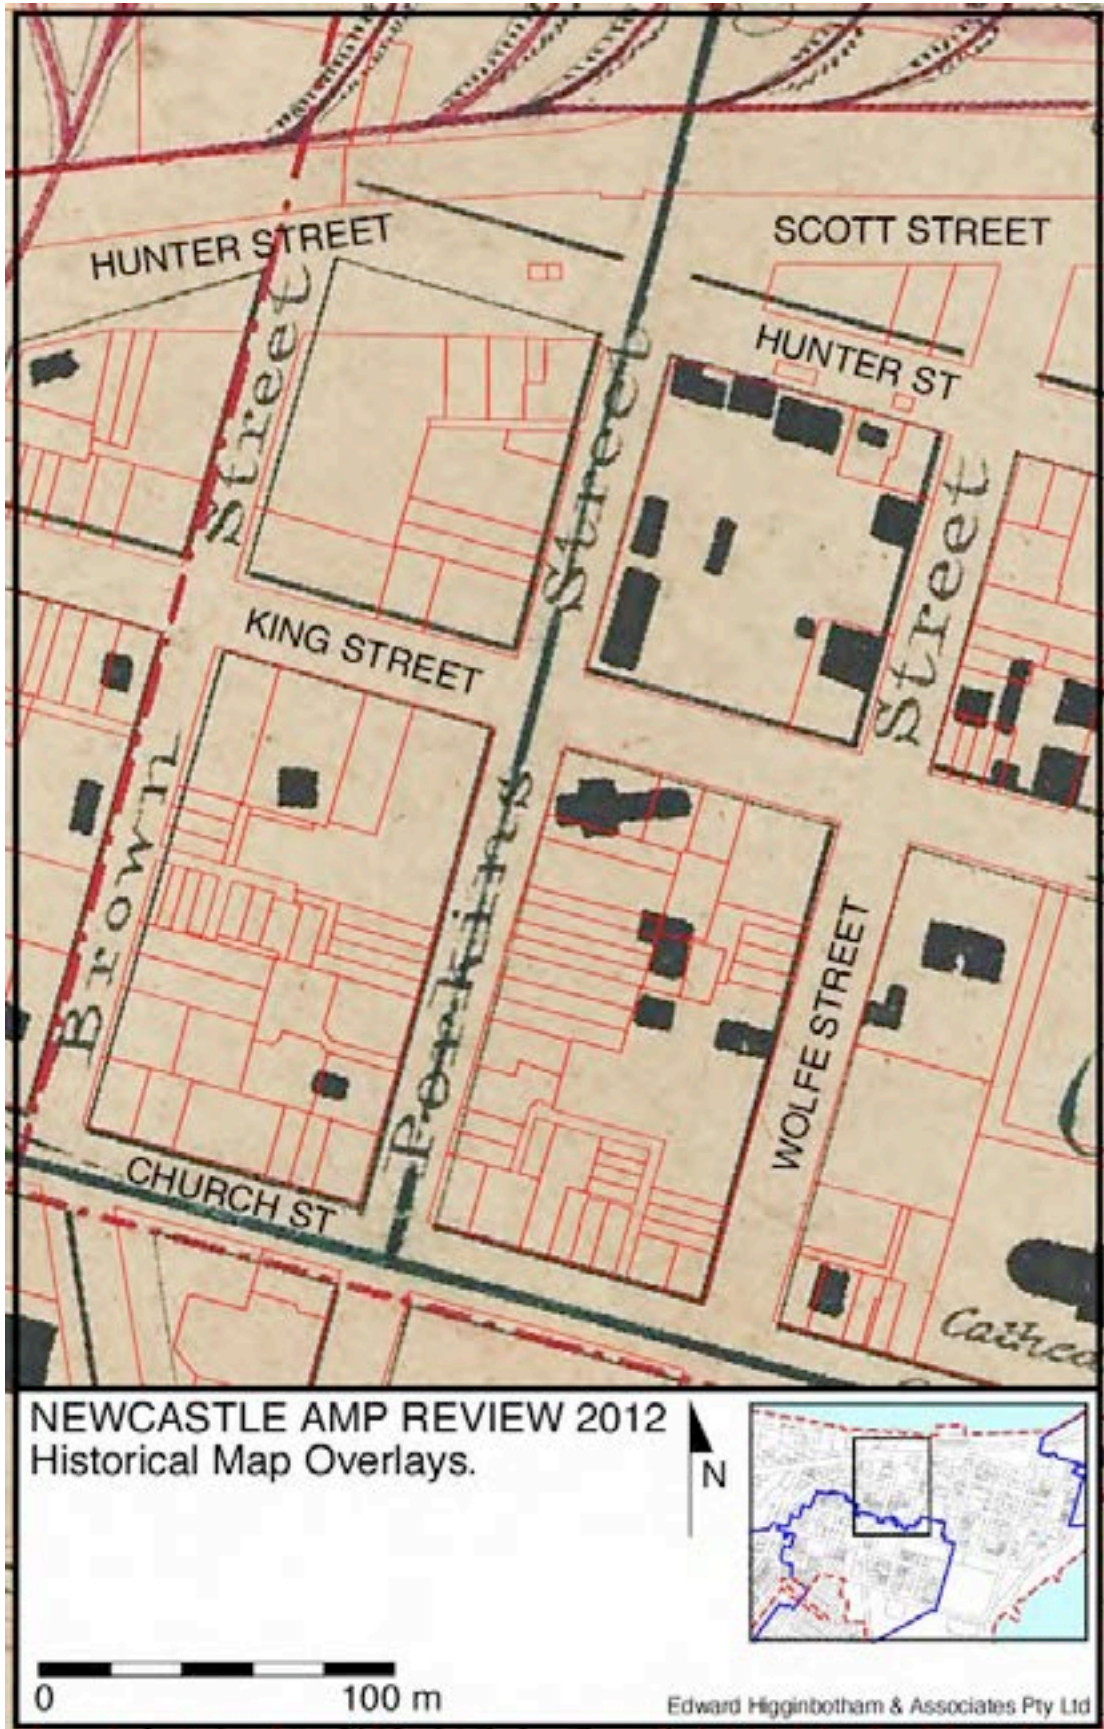 HUNTER STREET
SCOTT STREET
HUNTER ST
Street
Street
Street
KING STREET
Brown
Perkins
WOLFE STREET
CHURCH ST
NEWCASTLE AMP REVIEW 2012
Historical Map Overlays.
N
0 100 m
Edward Higginbotham & Associates Pty Ltd